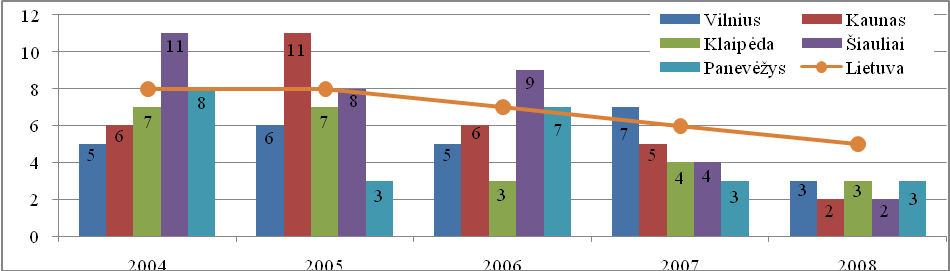 12
10
8
6
4
2
0
Vilnius Kaunas
Klaipėda Šiauliai
Panevėžys Lietuva
5 6 7 11 8
6 11 7 8 3
5 6 3 9 7
7 5 4 4 3
3 2 3 2 3
2004 2005 2006 2007 2008